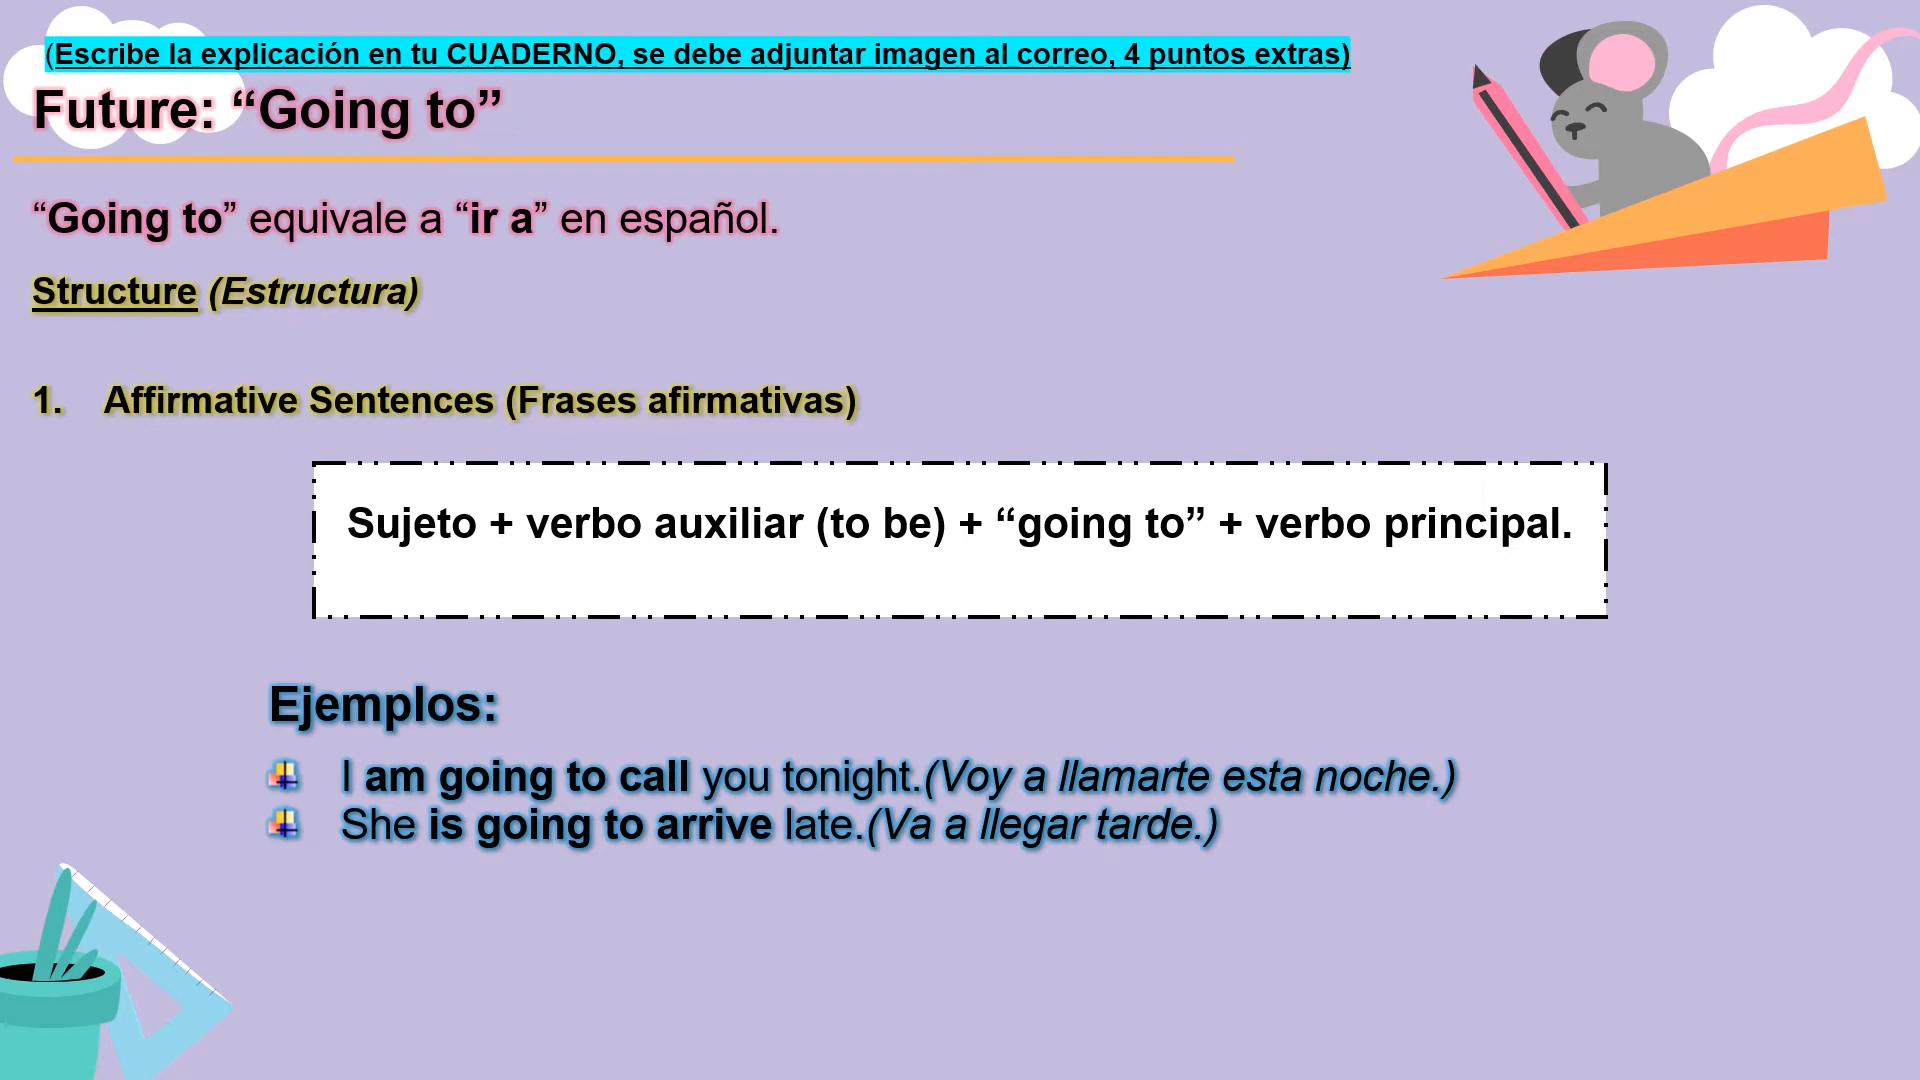 (Escribe la explicación en tu CUADERNO, se debe adjuntar imagen al correo, 4 puntos extras)
Future: “Going to”
“Going to” equivale a “ir a” en español.
Structure (Estructura)
1. Affirmative Sentences (Frases afirmativas)
Sujeto + verbo auxiliar (to be) + “going to” + verbo principal.
Ejemplos:
I am going to call you tonight.(Voy a llamarte esta noche.)
She is going to arrive late.(Va a llegar tarde.)